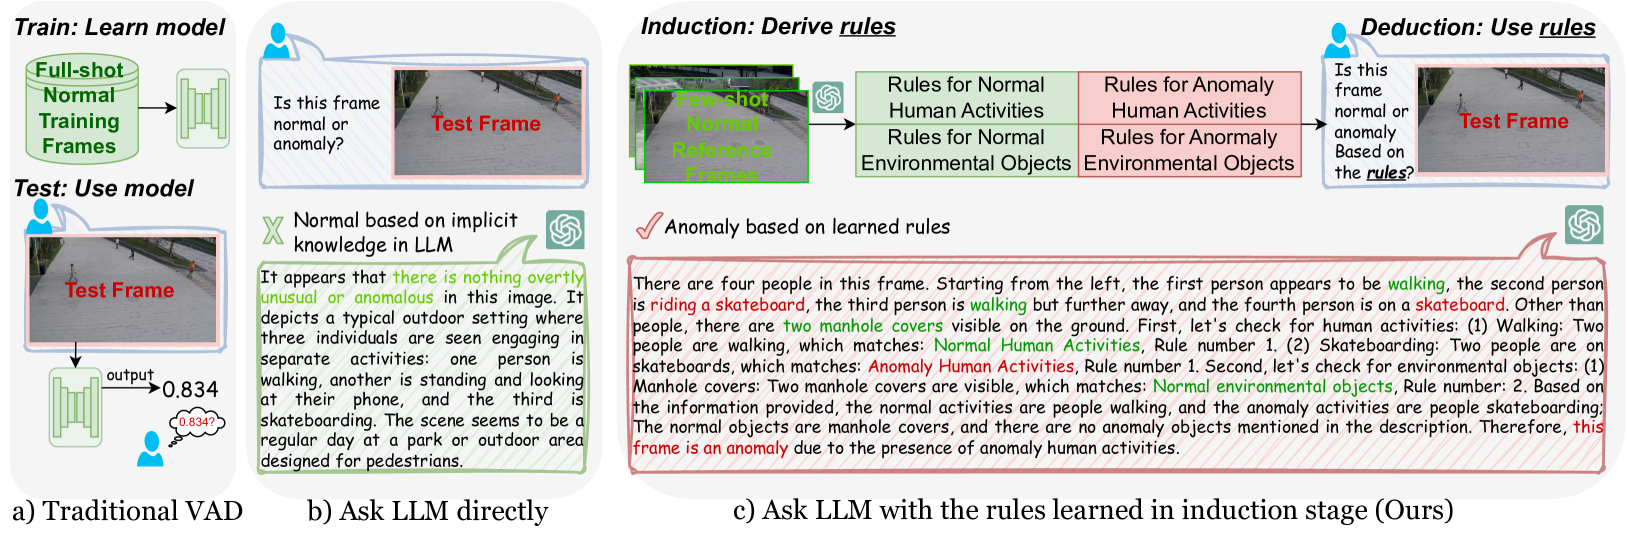 Train: Learn model
Full-shot
Normal
Training
Frames
Test: Use model
Test Frame
output
0.834
0.834?
a) Traditional VAD
Is this frame
normal or
anomaly?
Test Frame
X
Normal based on implicit
knowledge in LLM
It appears that there is nothing overtly
unusual or anomalous in this image. It
depicts a typical outdoor setting where
three individuals are seen engaging in
separate activities: one person is
walking, another is standing and looking
at their phone, and the third is
skateboarding. The scene seems to be a
regular day at a park or outdoor area
designed for pedestrians.
b) Ask LLM directly
Induction: Derive rules
Few-shot
Normal
Reference
Frames
Rules for Normal
Human Activities
Rules for Anomaly
Human Activities
Rules for Normal
Environmental Objects
Rules for Anormaly
Environmental Objects
Deduction: Use rules
Is this
frame
normal or
anomaly
Based on
the rules?
Test Frame
Anomaly based on learned rules
There are four people in this frame. Starting from the left, the first person appears to be walking, the second person
is riding a skateboard, the third person is walking but further away, and the fourth person is on a skateboard. Other than
people, there are two manhole covers visible on the ground. First, let's check for human activities: (1) Walking: Two
people are walking, which matches: Normal Human Activities, Rule number 1. (2) Skateboarding: Two people are on
skateboards, which matches: Anomaly Human Activities, Rule number 1. Second, let's check for environmental objects: (1)
Manhole covers: Two manhole covers are visible, which matches: Normal environmental objects, Rule number: 2. Based on
the information provided, the normal activities are people walking, and the anomaly activities are people skateboarding;
The normal objects are manhole covers, and there are no anomaly objects mentioned in the description. Therefore, this
frame is an anomaly due to the presence of anomaly human activities.
c) Ask LLM with the rules learned in induction stage (Ours)